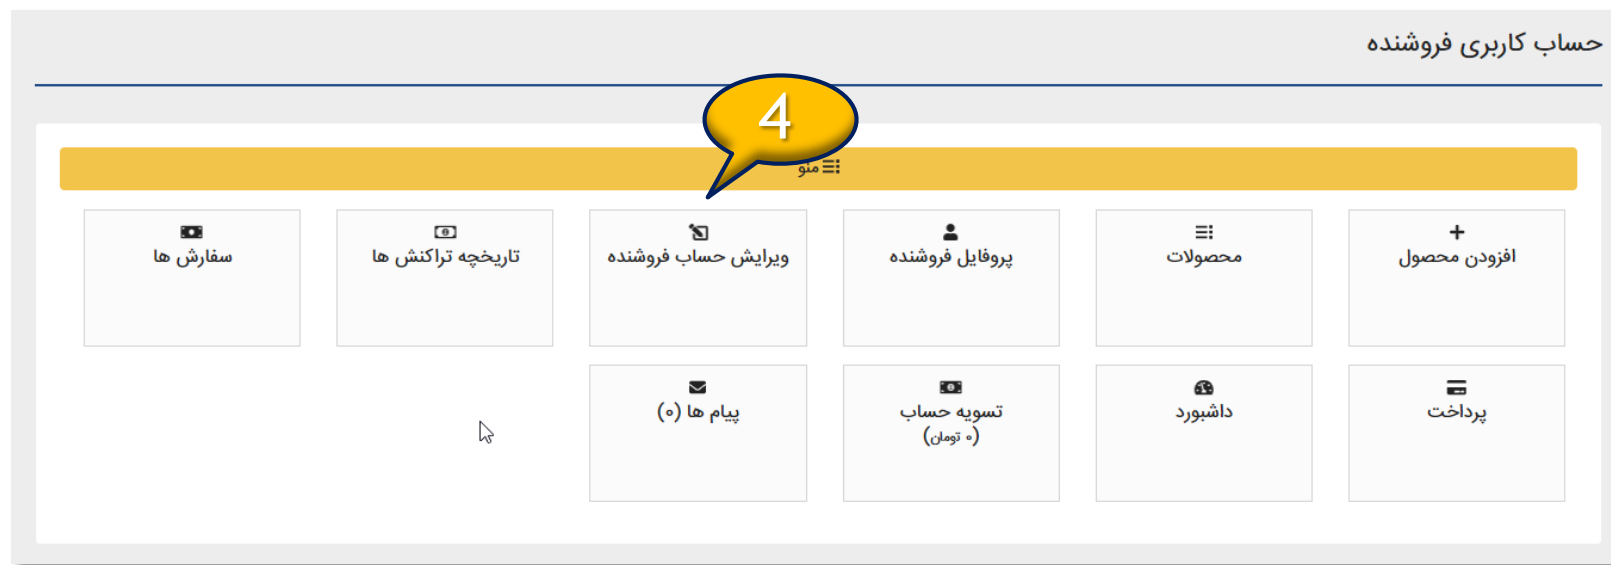 حساب کاربری فروشنده
4
منو
افزودن محصول
محصولات
پروفایل فروشنده
ویرایش حساب فروشنده
تاریخچه تراکنش ها
سفارش ها
پرداخت
داشبورد
تسویه حساب
(۰ تومان)
پیام ها (۰)